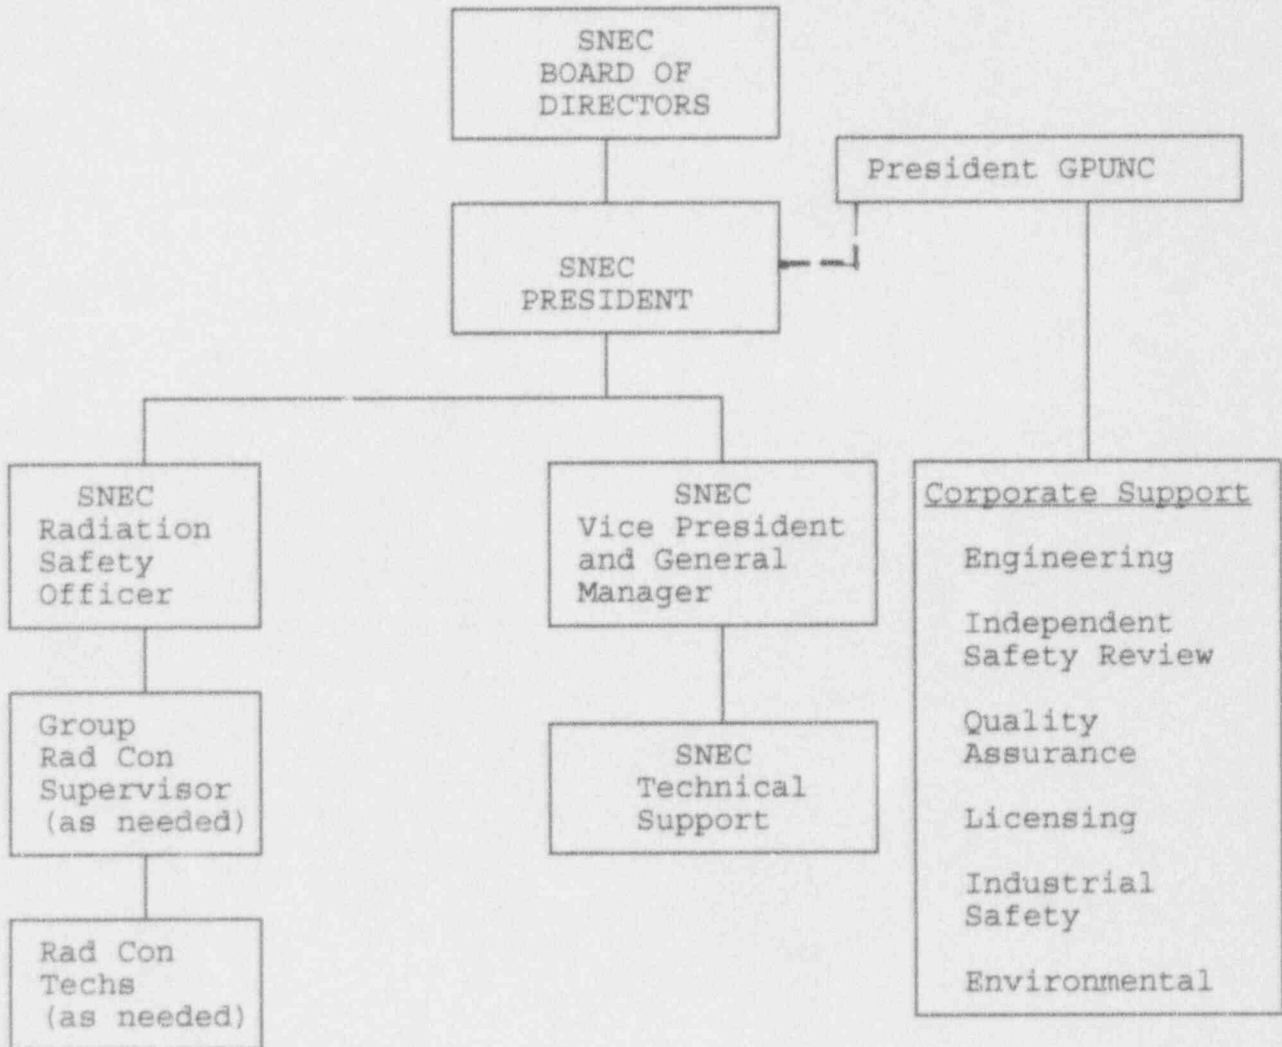 SNEC
BOARD OF
DIRECTORS
President GPUNC
SNEC
PRESIDENT
SNEC
Radiation
Safety
Officer
SNEC
Vice President
and General
Manager
Corporate Support
Engineering
Independent
Safety Review
Quality
Assurance
Licensing
Industrial
Safety
Environmental
Group
Rad Con
Supervisor
(as needed)
SNEC
Technical
Support
Rad Con
Techs
(as needed)